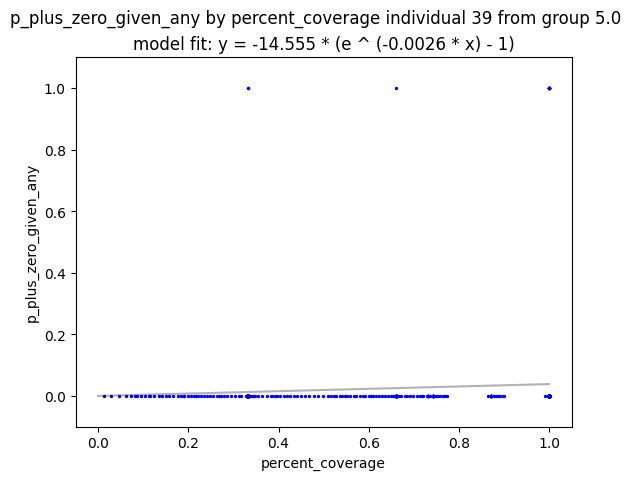 p_plus_zero_given_any by percent_coverage individual 39 from group 5.0
model fit: y = -14.555 * (e ^ (-0.0026 * x) - 1)
1.0
0.8
0.6
0.4
0.2
0.0
p_plus_zero_given_any
0.0 0.2 0.4 0.6 0.8 1.0
percent_coverage